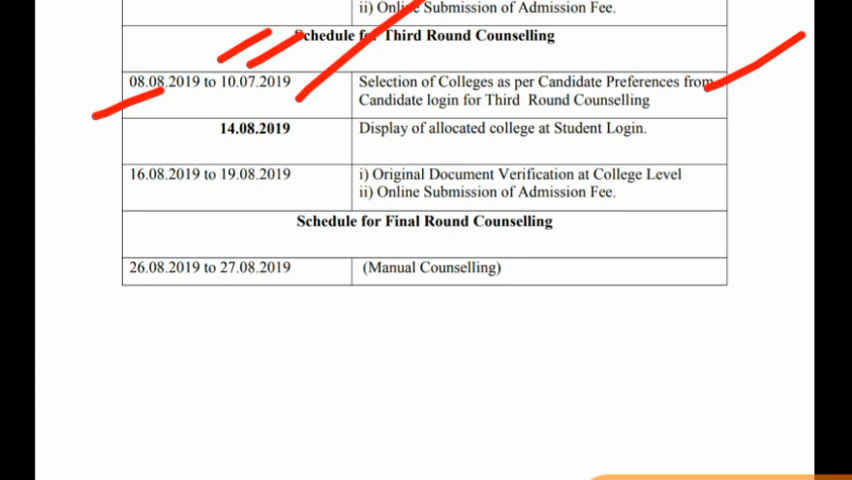 ii) Online Submission of Admission Fee.
Schedule for Third Round Counselling
08.08.2019 to 10.07.2019 Selection of Colleges as per Candidate Preferences from
Candidate login for Third Round Counselling
14.08.2019 Display of allocated college at Student Login.
16.08.2019 to 19.08.2019 i) Original Document Verification at College Level
ii) Online Submission of Admission Fee.
Schedule for Final Round Counselling
26.08.2019 to 27.08.2019 (Manual Counselling)